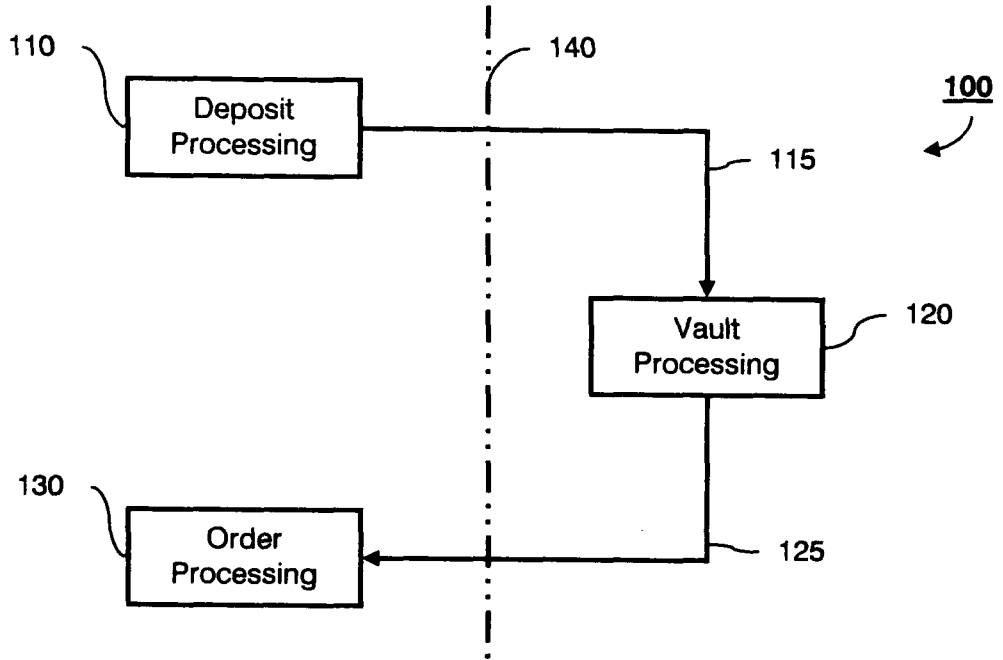 110
140
100
Deposit
Processing
115
Vault
Processing
120
130
Order
Processing
125